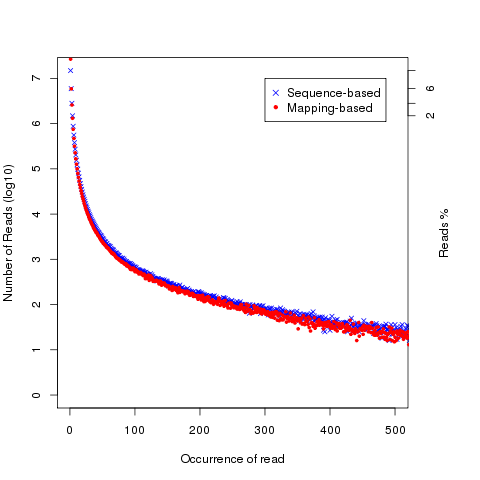 Number of Reads (log10)
7
6
5
4
3
2
1
0
Sequence-based
Mapping-based
6
2
Reads %
0 100 200 300 400 500
Occurrence of read